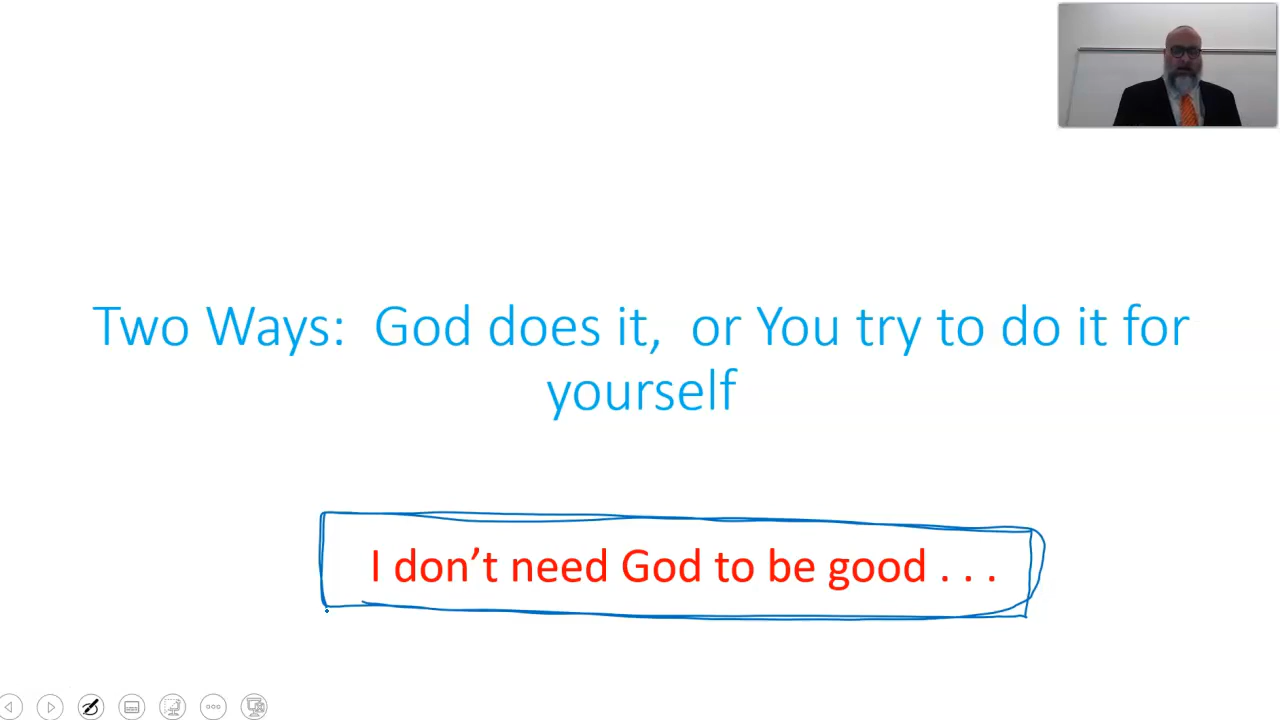 Two Ways:  God does it,  or You try to do it for
yourself
I don’t need God to be good . . .